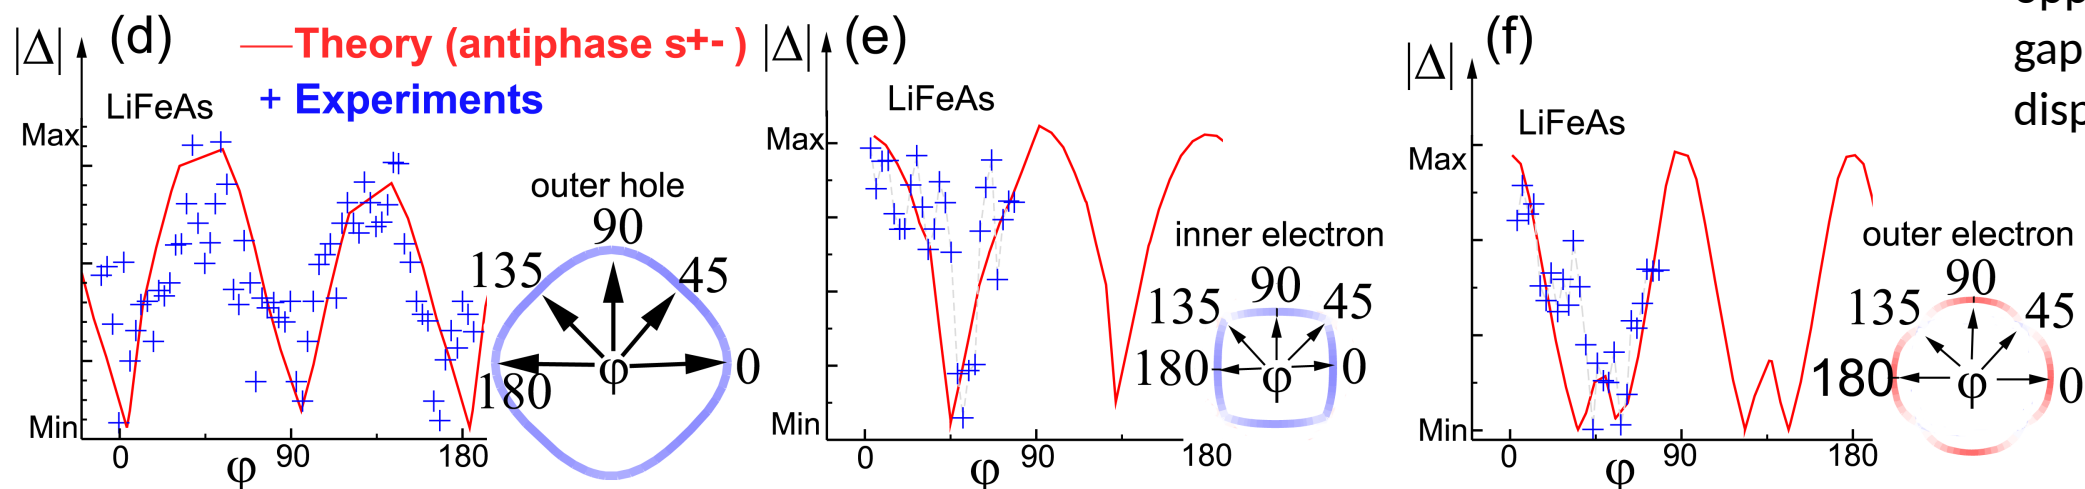 (d)
|Δ|
Theory (antiphase s+- )
+ Experiments
LiFeAs
Max
Min
0
90
180
φ
outer hole
90
135
45
180
φ
0
(e)
|Δ|
LiFeAs
Max
Min
0
90
180
φ
inner electron
90
135
45
180
φ
0
(f)
|Δ|
LiFeAs
Max
Min
0
90
180
φ
outer electron
90
135
45
180
φ
0
gap
disp